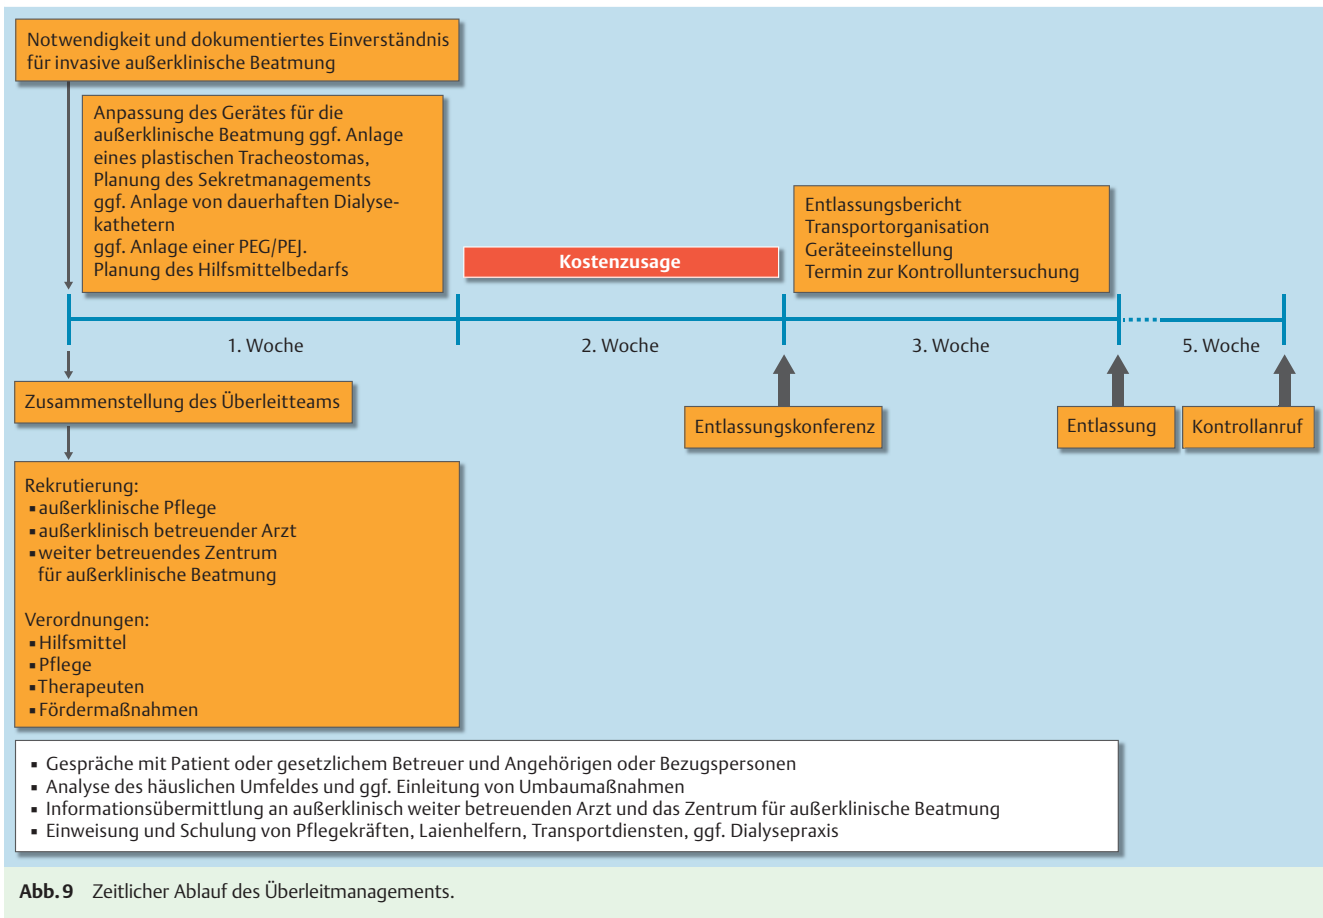 Notwendigkeit und dokumentiertes Einverständnis
für invasive außerklinische Beatmung
Anpassung des Gerätes für die
außerklinische Beatmung ggf. Anlage
eines plastischen Tracheostomas,
Planung des Sekretmanagements
ggf. Anlage von dauerhaften Dialyse-
kathetern
ggf. Anlage einer PEG/PEJ.
Planung des Hilfsmittelbedarfs
Kostenzusage
Entlassungsbericht
Transportorganisation
Geräteeinstellung
Termin zur Kontrolluntersuchung
1. Woche
2. Woche
3. Woche
5. Woche
Zusammenstellung des Überleitteams
Entlassungskonferenz
Entlassung
Kontrollanruf
Rekrutierung:
▪ außerklinische Pflege
▪ außerklinisch betreuender Arzt
▪ weiter betreuendes Zentrum
für außerklinische Beatmung
Verordnungen:
▪ Hilfsmittel
▪ Pflege
▪ Therapeuten
▪ Fördermaßnahmen
▪ Gespräche mit Patient oder gesetzlichem Betreuer und Angehörigen oder Bezugspersonen
▪ Analyse des häuslichen Umfeldes und ggf. Einleitung von Umbaumaßnahmen
▪ Informationsübermittlung an außerklinisch weiter betreuenden Arzt und das Zentrum für außerklinische Beatmung
▪ Einweisung und Schulung von Pflegekräften, Laienhelfern, Transportdiensten, ggf. Dialysepraxis
Abb. 9 Zeitlicher Ablauf des Überleitmanagements.